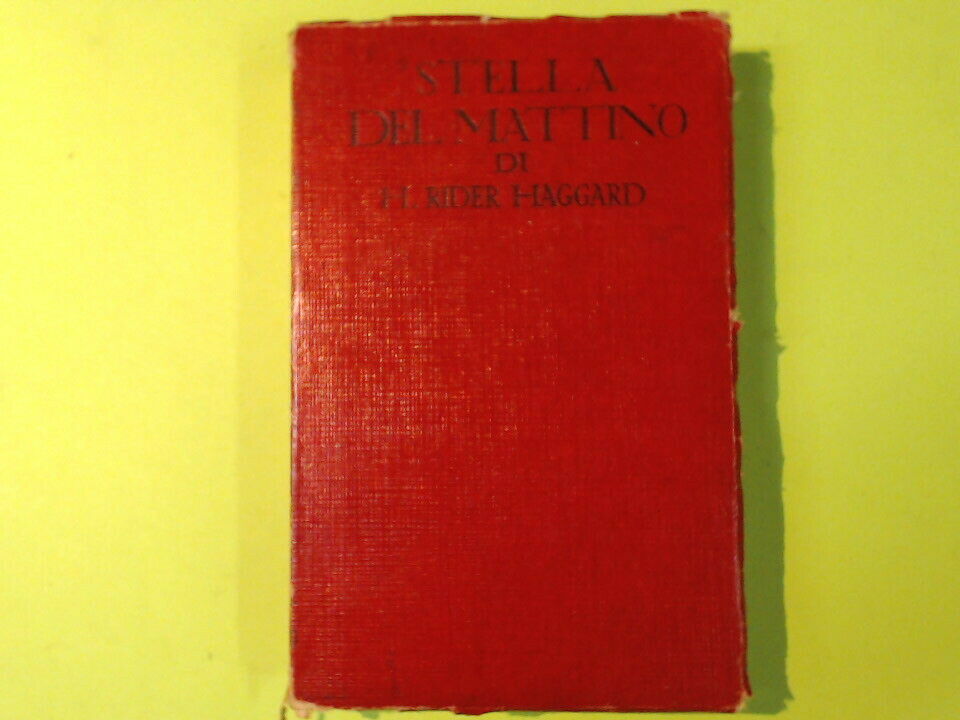 STELLA
DEL MATTINO
DI
H. RIDER HAGGARD